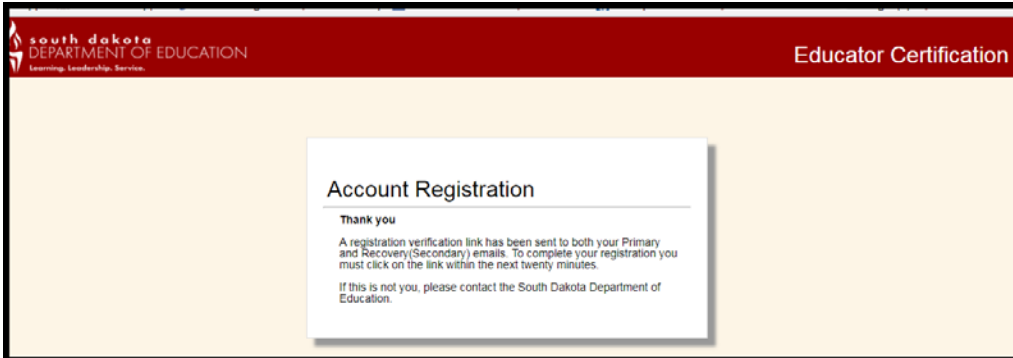 south dakota
DEPARTMENT OF EDUCATION
Learning. Leadership. Service.
Educator Certification
Account Registration
Thank you
A registration verification link has been sent to both your Primary
and Recovery(Secondary) emails. To complete your registration you
must click on the link within the next twenty minutes.
If this is not you, please contact the South Dakota Department of
Education.